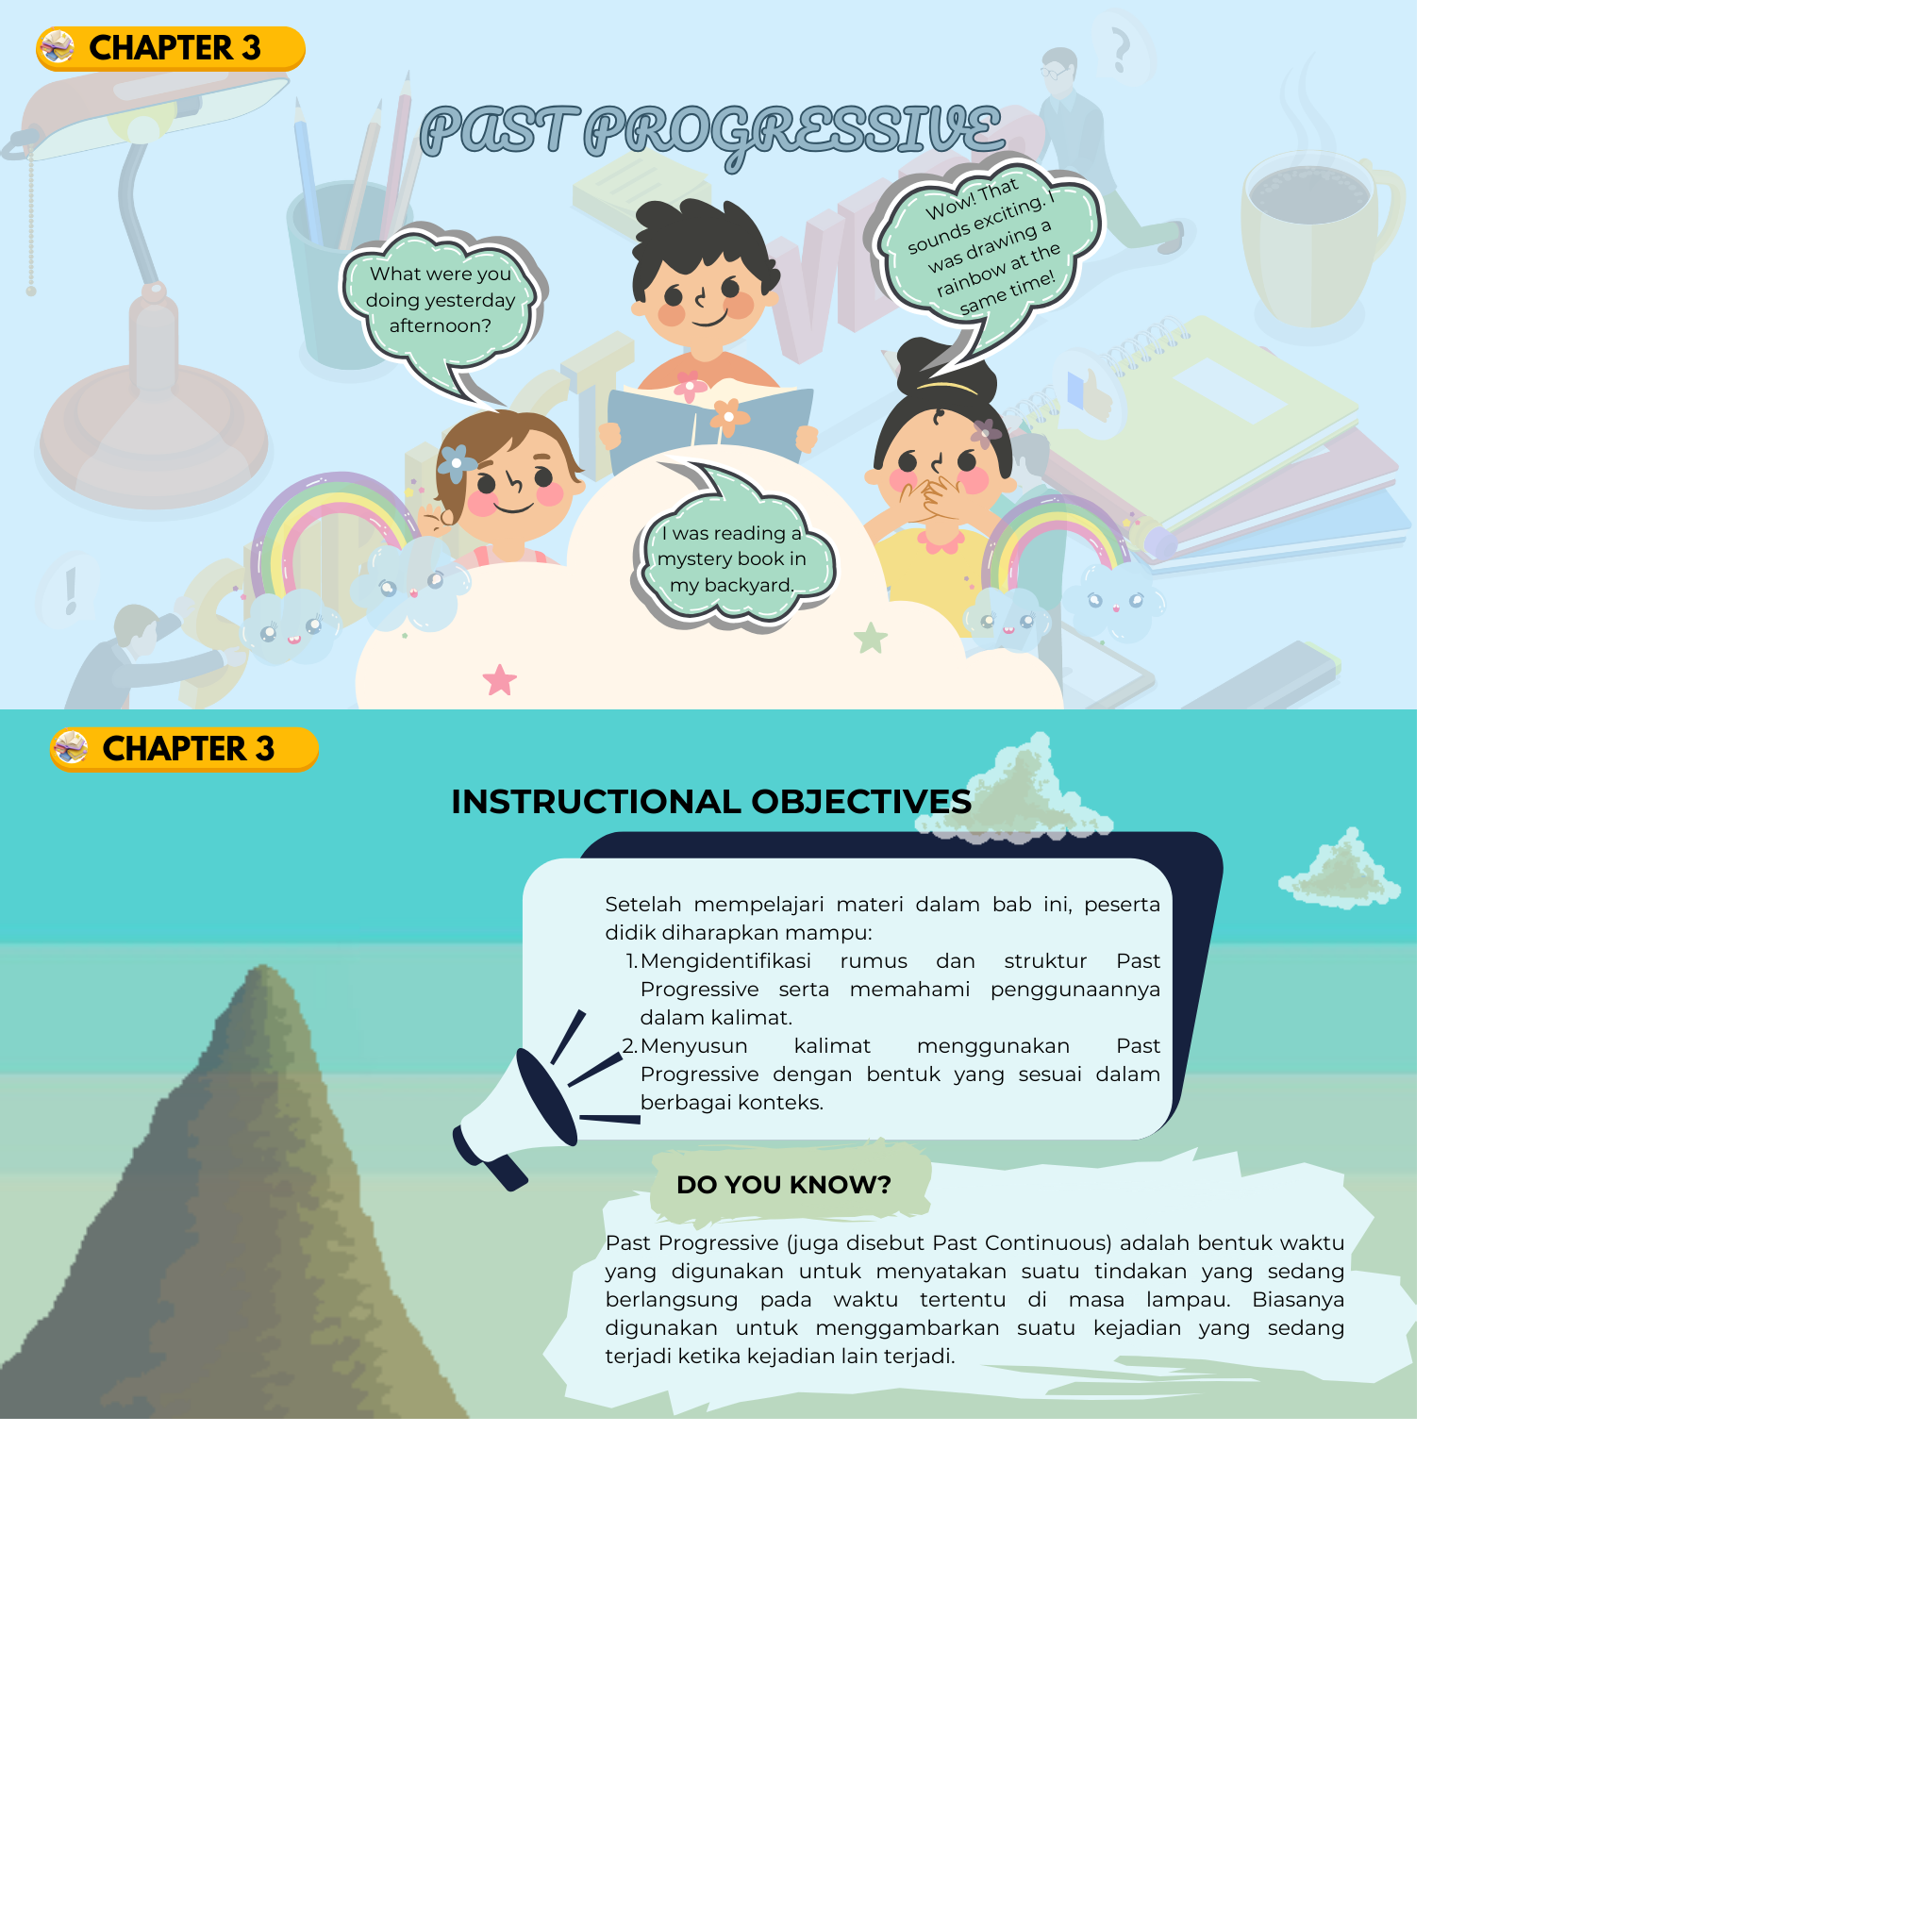 CHAPTER 3
PAST PROGRESSIVE
What were you
doing yesterday
afternoon?
Wow! That
sounds exciting. I
was drawing a
rainbow at the
same time!
I was reading a
mystery book in
my backyard.
CHAPTER 3
INSTRUCTIONAL OBJECTIVES
Setelah mempelajari materi dalam bab ini, peserta
didik diharapkan mampu:
1. Mengidentifikasi rumus dan struktur Past
Progressive serta memahami penggunaannya
dalam kalimat.
2. Menyusun kalimat menggunakan Past
Progressive dengan bentuk yang sesuai dalam
berbagai konteks.
DO YOU KNOW?
Past Progressive (juga disebut Past Continuous) adalah bentuk waktu
yang digunakan untuk menyatakan suatu tindakan yang sedang
berlangsung pada waktu tertentu di masa lampau. Biasanya
digunakan untuk menggambarkan suatu kejadian yang sedang
terjadi ketika kejadian lain terjadi.